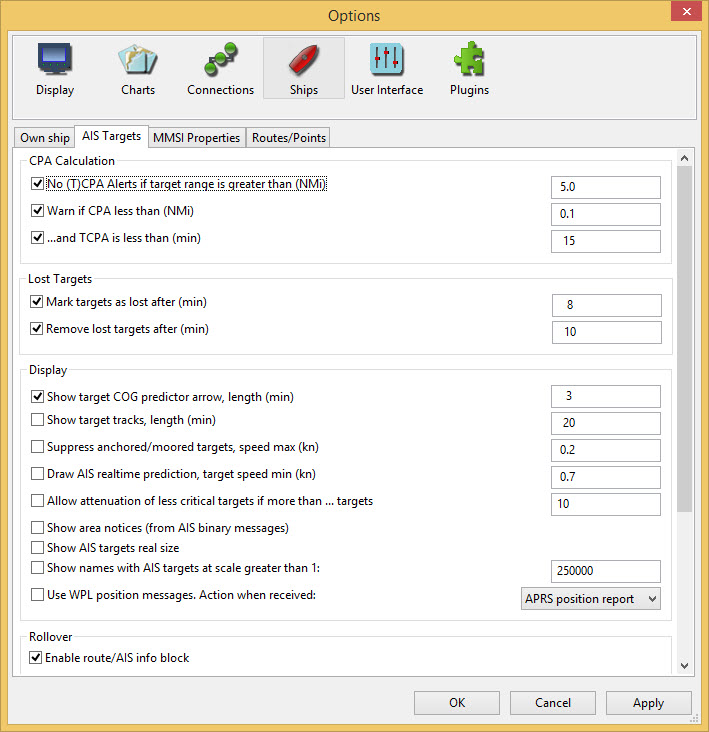 Options
Display Charts Connections Ships User Interface Plugins
Own ship AIS Targets MMSI Properties Routes/Points
CPA Calculation
No (T)CPA Alerts if target range is greater than (NMi) 5.0
Warn if CPA less than (NMi) 0.1
...and TCPA is less than (min) 15
Lost Targets
Mark targets as lost after (min) 8
Remove lost targets after (min) 10
Display
Show target COG predictor arrow, length (min) 3
Show target tracks, length (min) 20
Suppress anchored/moored targets, speed max (kn) 0.2
Draw AIS realtime prediction, target speed min (kn) 0.7
Allow attenuation of less critical targets if more than ... targets 10
Show area notices (from AIS binary messages)
Show AIS targets real size
Show names with AIS targets at scale greater than 1: 250000
Use WPL position messages. Action when received: APRS position report
Rollover
Enable route/AIS info block
OK Cancel Apply